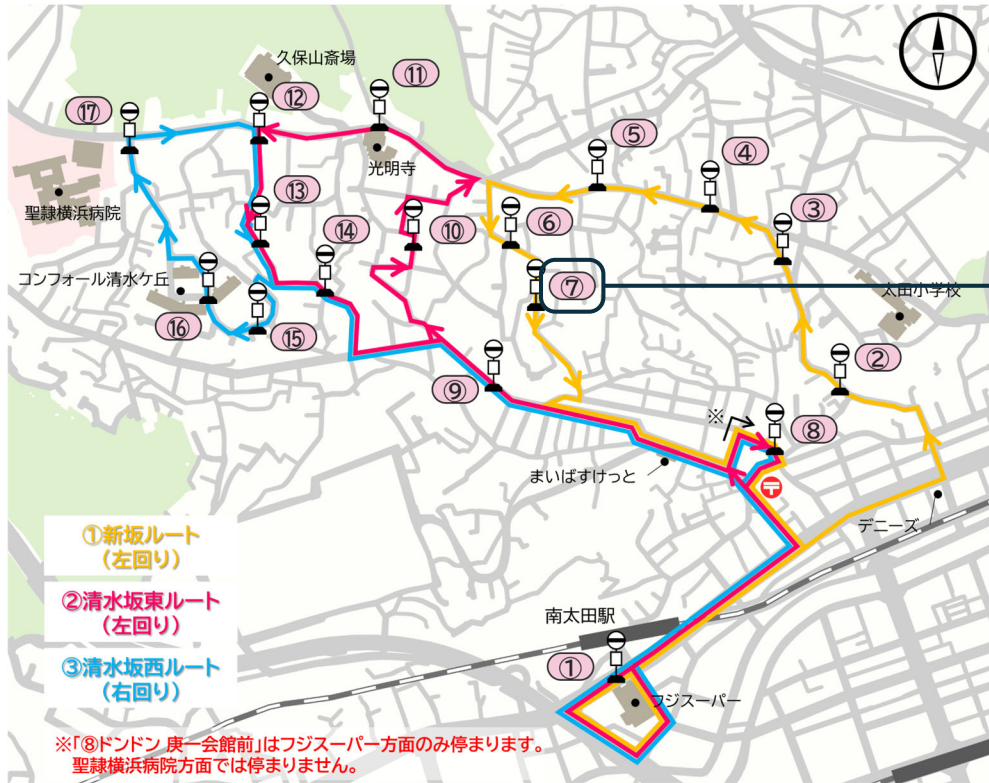 久保山斎場
⑪
⑰
⑫
⑤
④
光明寺
⑬
③
聖隷横浜病院
⑭
⑩
⑥
コンフォール清水ケ丘
⑦
太田小学校
⑯
⑮
②
⑨
※
⑧
まいばすけっと
〒
デニーズ
①新坂ルート
(左回り)
②清水坂東ルート
(左回り)
南太田駅
③清水坂西ルート
(右回り)
①
フジスーパー
※「⑧ドンドン 庚一会館前」はフジスーパー方面のみ停まります。
聖隷横浜病院方面では停まりません。